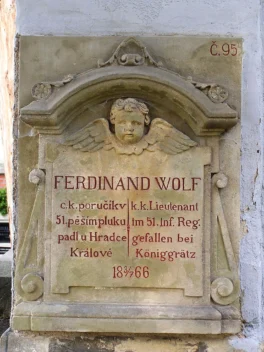 Č. 95
FERDINAND WOLF
c.k. poručík v k.k. Lieutenant
51. pěším pluku im 51. Inf. Reg.
padl u Hradce gefallen bei
Králové Königgrätz
18 3/7 66